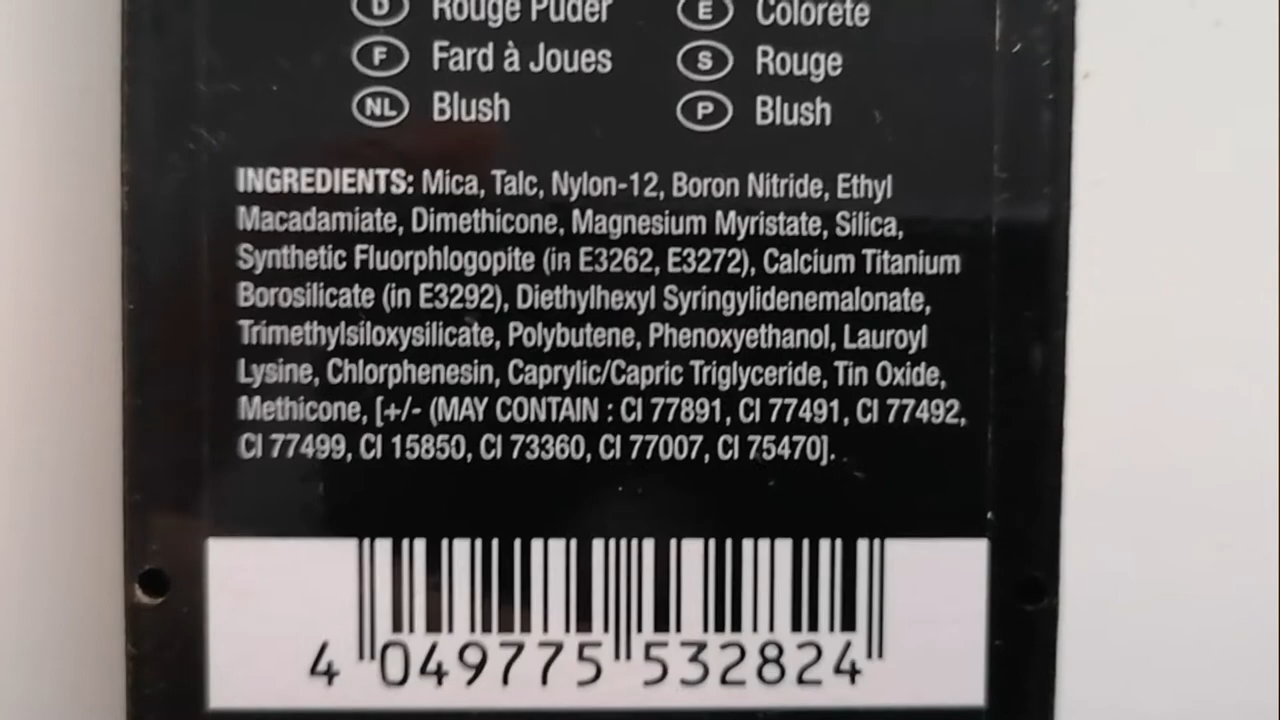 D Rouge Puder E Colorete
F Fard à Joues S Rouge
NL Blush P Blush
INGREDIENTS: Mica, Talc, Nylon-12, Boron Nitride, Ethyl
Macadamiate, Dimethicone, Magnesium Myristate, Silica,
Synthetic Fluorphlogopite (in E3262, E3272), Calcium Titanium
Borosilicate (in E3292), Diethylhexyl Syringylidenemalonate,
Trimethylsiloxysilicate, Polybutene, Phenoxyethanol, Lauroyl
Lysine, Chlorphenesin, Caprylic/Capric Triglyceride, Tin Oxide,
Methicone, [+/- (MAY CONTAIN : CI 77891, CI 77491, CI 77492,
CI 77499, CI 15850, CI 73360, CI 77007, CI 75470].
4 049775 532824